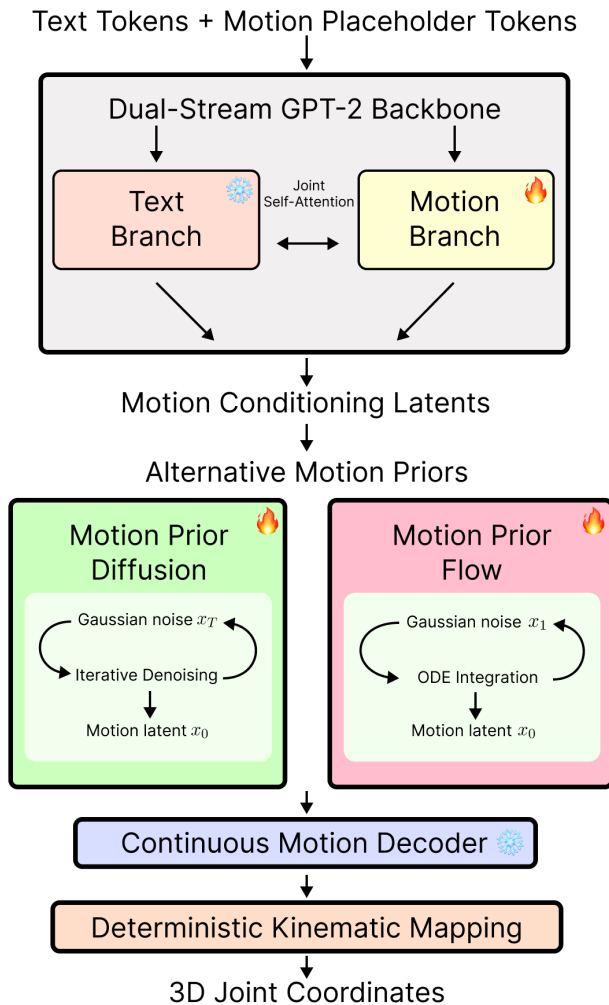 Text Tokens + Motion Placeholder Tokens
Dual-Stream GPT-2 Backbone
Text
Branch
Joint
Self-Attention
Motion
Branch
Motion Conditioning Latents
Alternative Motion Priors
Motion Prior
Diffusion
Gaussian noise x_T
Iterative Denoising
Motion latent x_0
Motion Prior
Flow
Gaussian noise x_1
ODE Integration
Motion latent x_0
Continuous Motion Decoder
Deterministic Kinematic Mapping
3D Joint Coordinates